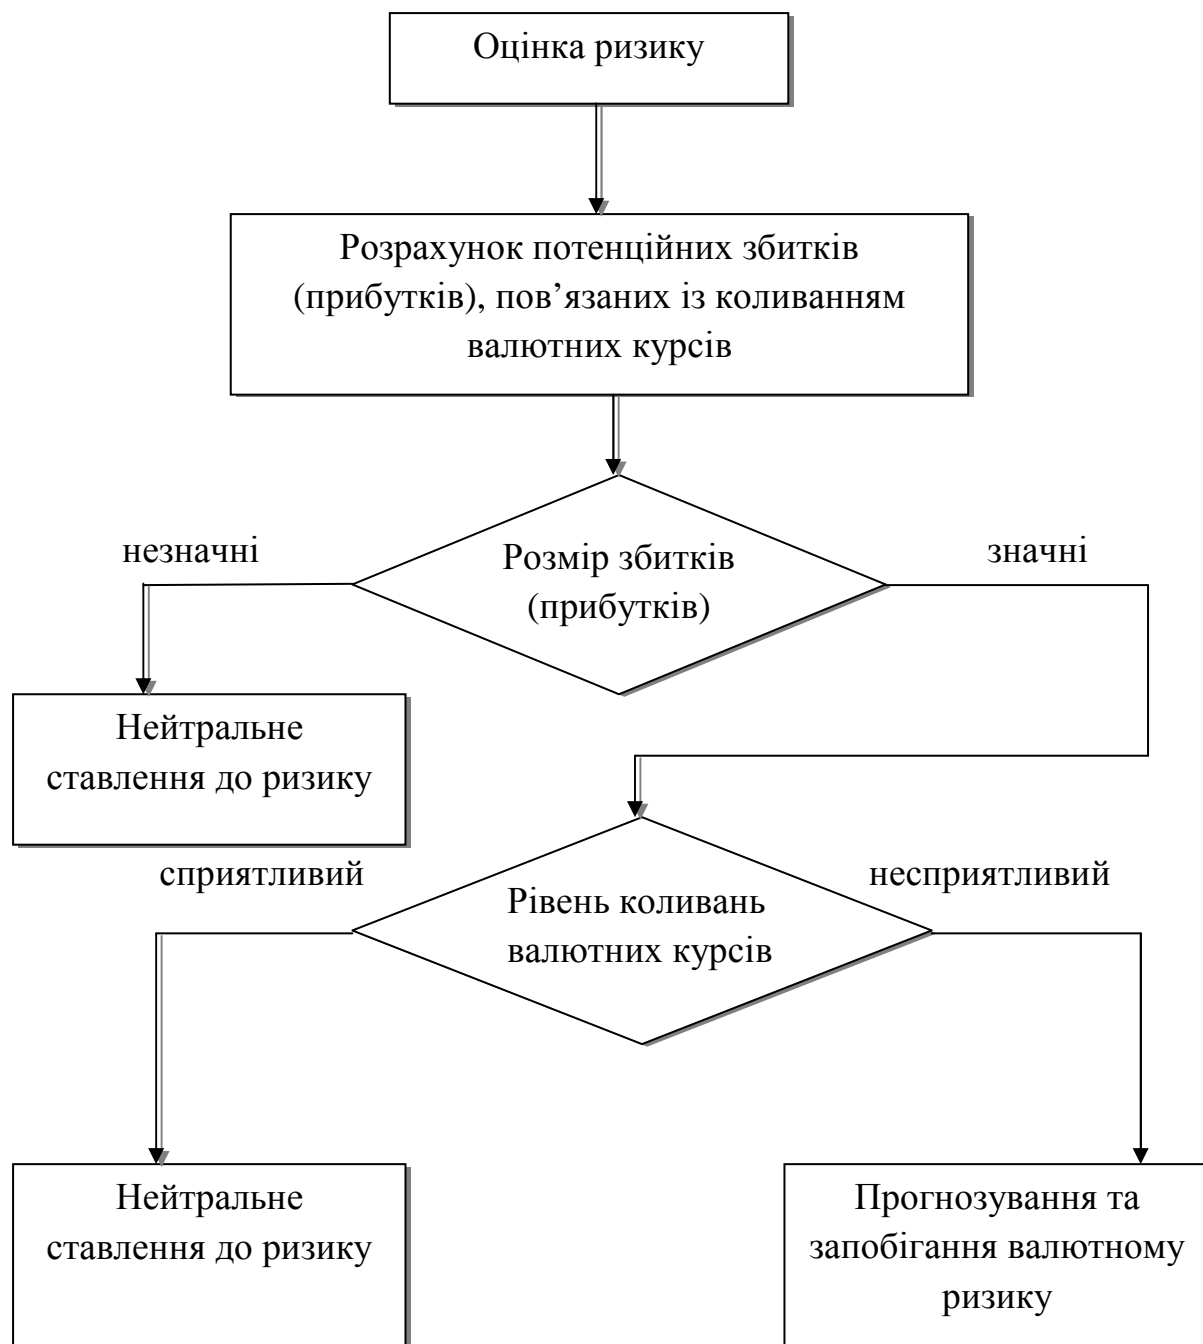 Оцінка ризику
Розрахунок потенційних збитків
(прибутків), пов’язаних із коливанням
валютних курсів
незначні
значні
Розмір збитків
(прибутків)
Нейтральне
ставлення до ризику
сприятливий
несприятливий
Рівень коливань
валютних курсів
Нейтральне
ставлення до ризику
Прогнозування та
запобігання валютному
ризику